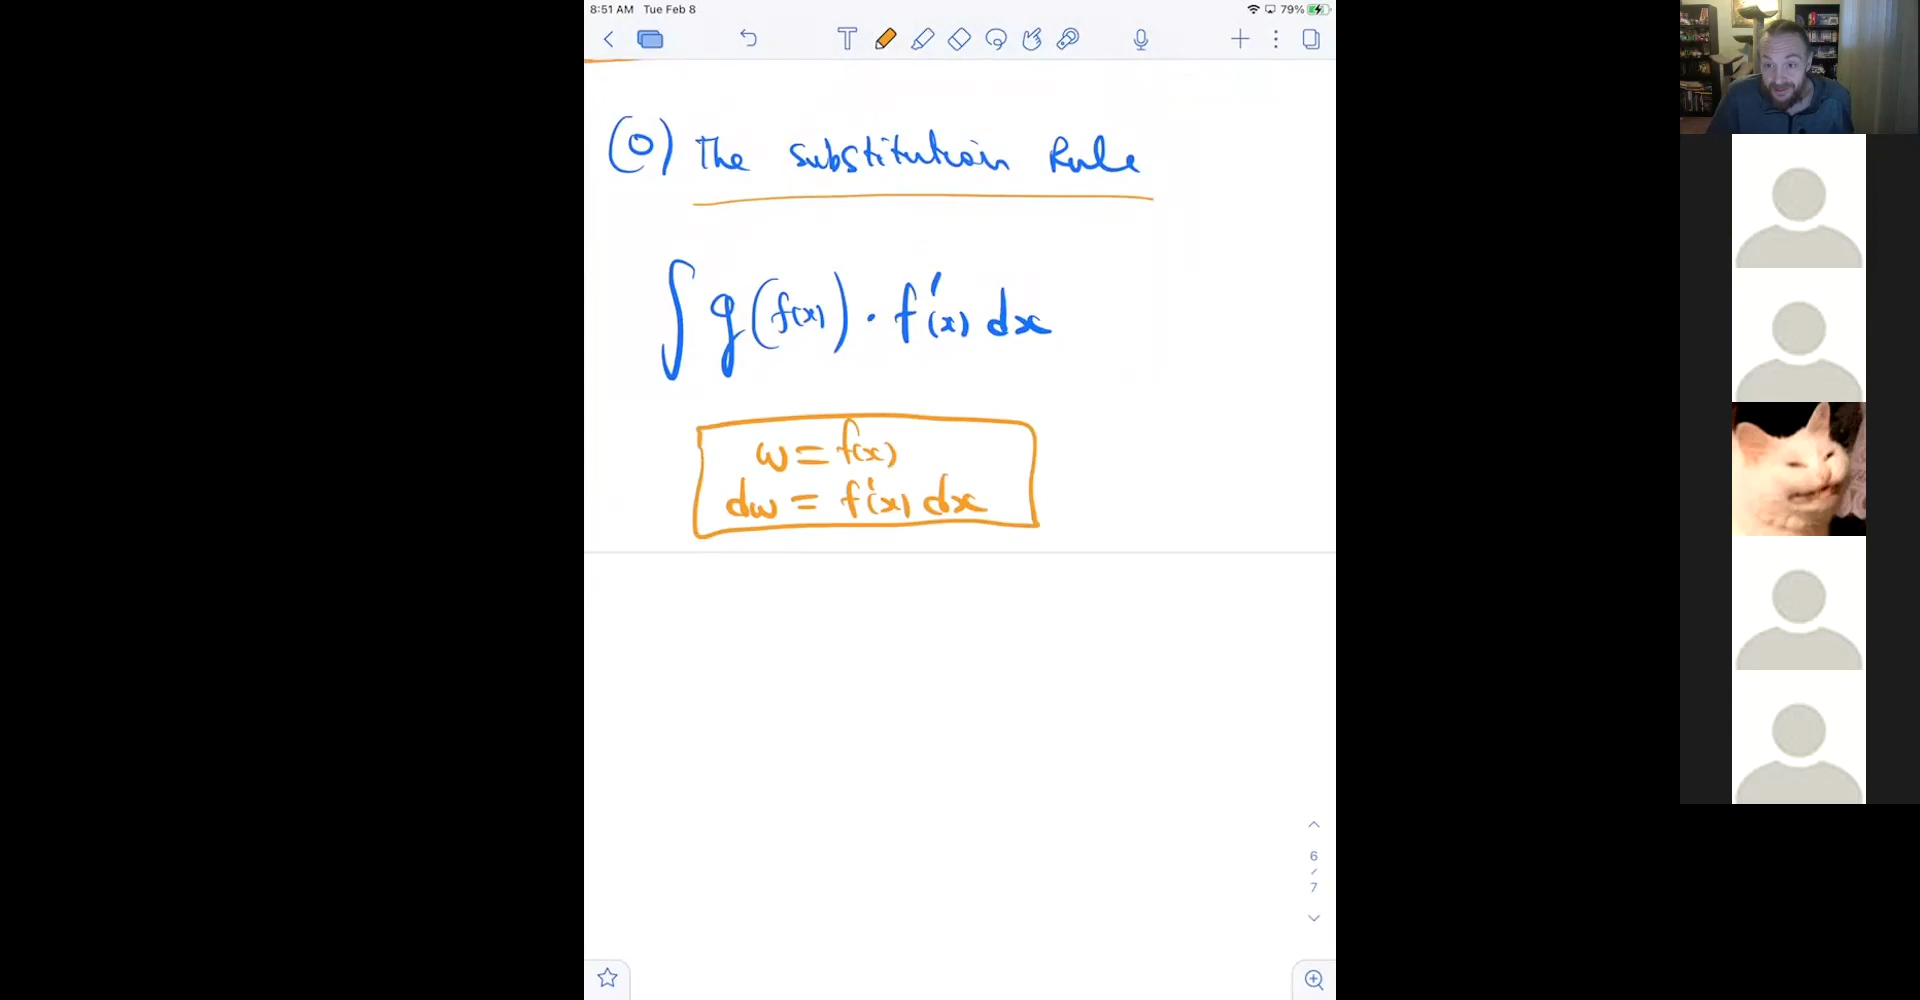 8:51 AM Tue Feb 8
79%
T
(0) The substitution Rule
∫ g(f(x)) · f'(x) dx
w = f(x)
dw = f'(x) dx
6
/
7